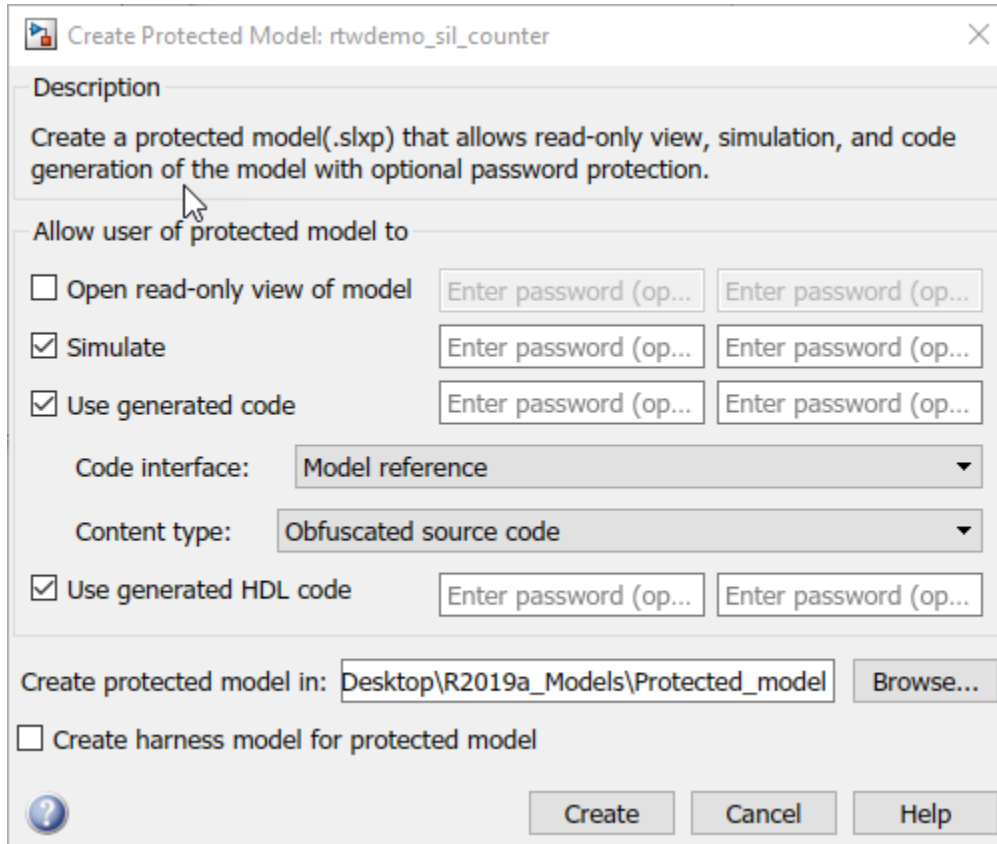 Create Protected Model: rtwdemo_sil_counter
Description
Create a protected model(.slxp) that allows read-only view, simulation, and code
generation of the model with optional password protection.
Allow user of protected model to
Open read-only view of model Enter password (op... Enter password (op...
Simulate Enter password (op... Enter password (op...
Use generated code Enter password (op... Enter password (op...
Code interface: Model reference
Content type: Obfuscated source code
Use generated HDL code Enter password (op... Enter password (op...
Create protected model in: Desktop\R2019a_Models\Protected_model Browse...
Create harness model for protected model
? Create Cancel Help